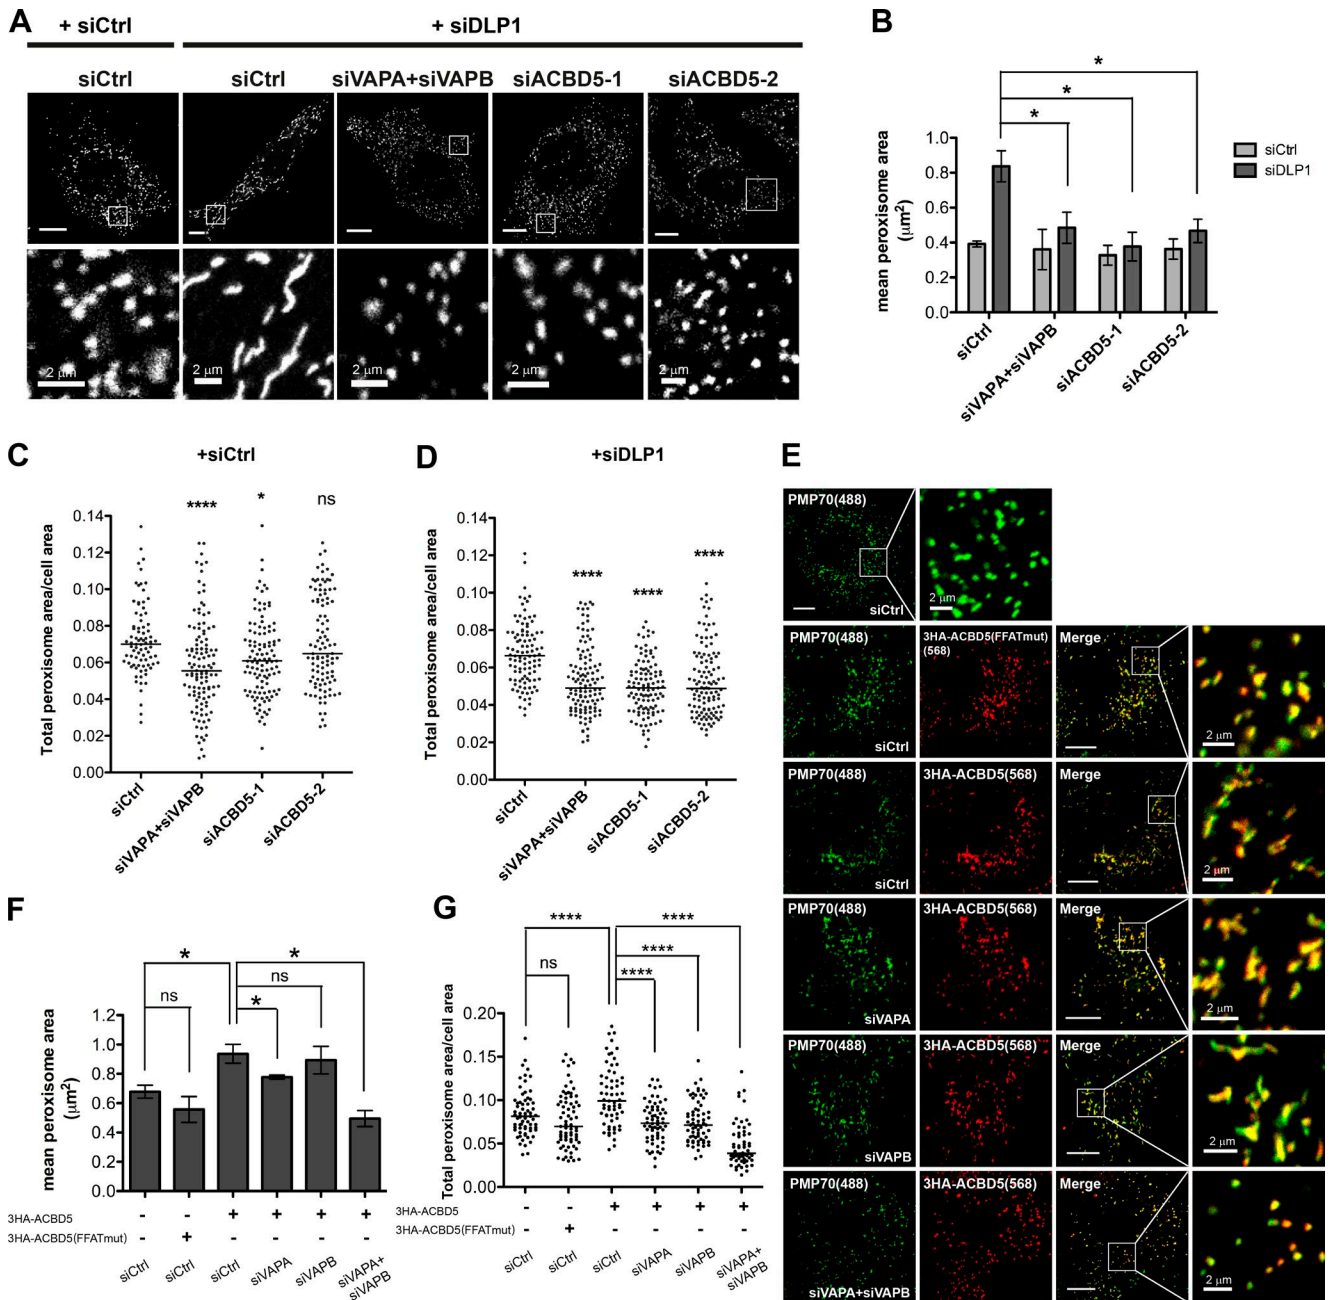 A
+ siCtrl
+ siDLP1
siCtrl
siCtrl
siVAPA+siVAPB
siACBD5-1
siACBD5-2
2 μm
2 μm
2 μm
2 μm
2 μm
B
*
*
*
siCtrl
siDLP1
mean peroxisome area
(μm²)
1.0
0.8
0.6
0.4
0.2
0.0
siCtrl
siVAPA+siVAPB
siACBD5-1
siACBD5-2
C
+siCtrl
****
*
ns
Total peroxisome area/cell area
0.14
0.12
0.10
0.08
0.06
0.04
0.02
0.00
siCtrl
siVAPA+siVAPB
siACBD5-1
siACBD5-2
D
+siDLP1
****
****
****
Total peroxisome area/cell area
0.14
0.12
0.10
0.08
0.06
0.04
0.02
0.00
siCtrl
siVAPA+siVAPB
siACBD5-1
siACBD5-2
E
PMP70(488)
siCtrl
2 μm
PMP70(488)
siCtrl
3HA-ACBD5(FFATmut)
(568)
Merge
2 μm
PMP70(488)
siCtrl
3HA-ACBD5(568)
Merge
2 μm
PMP70(488)
siVAPA
3HA-ACBD5(568)
Merge
2 μm
PMP70(488)
siVAPB
3HA-ACBD5(568)
Merge
2 μm
PMP70(488)
siVAPA+siVAPB
3HA-ACBD5(568)
Merge
2 μm
F
*
*
ns
ns
*
mean peroxisome area
(μm²)
1.2
1.0
0.8
0.6
0.4
0.2
0.0
3HA-ACBD5 - - + + + +
3HA-ACBD5(FFATmut) - + - - - -
siCtrl
siCtrl
siCtrl
siVAPA
siVAPB
siVAPA+
siVAPB
G
****
****
****
ns
****
Total peroxisome area/cell area
0.20
0.15
0.10
0.05
0.00
3HA-ACBD5 - - + + + +
3HA-ACBD5(FFATmut) - + - - - -
siCtrl
siCtrl
siCtrl
siVAPA
siVAPB
siVAPA+
siVAPB